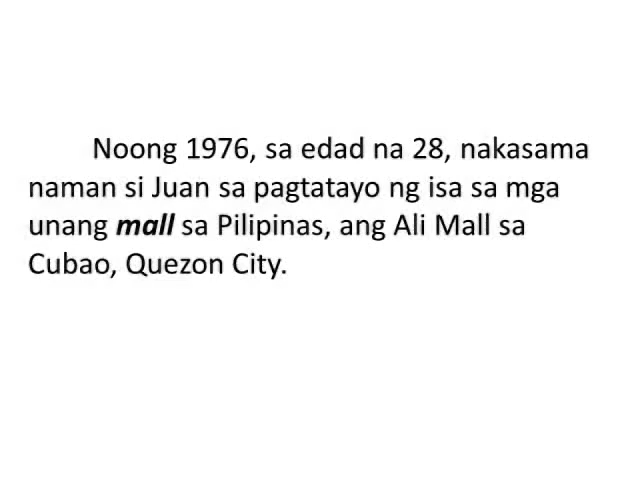 Noong 1976, sa edad na 28, nakasama
naman si Juan sa pagtatayo ng isa sa mga
unang mall sa Pilipinas, ang Ali Mall sa
Cubao, Quezon City.